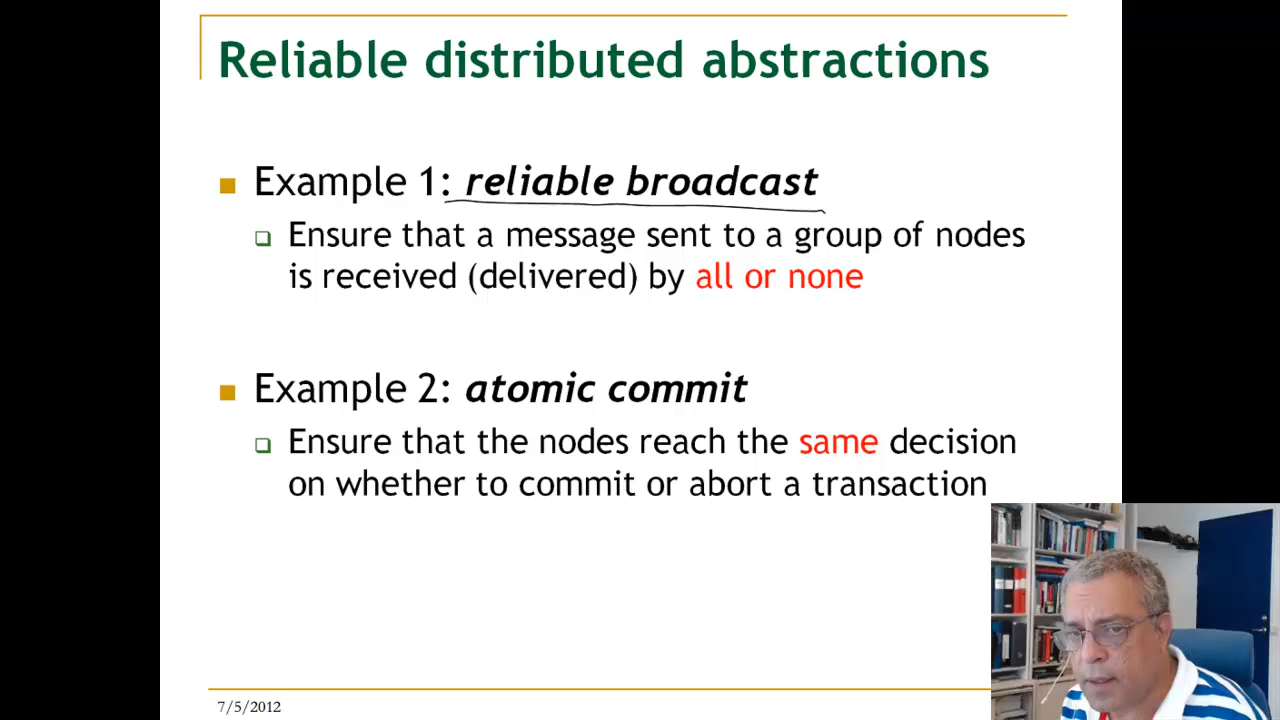 Reliable distributed abstractions
Example 1: reliable broadcast
Ensure that a message sent to a group of nodes
is received (delivered) by all or none
Example 2: atomic commit
Ensure that the nodes reach the same decision
on whether to commit or abort a transaction
7/5/2012